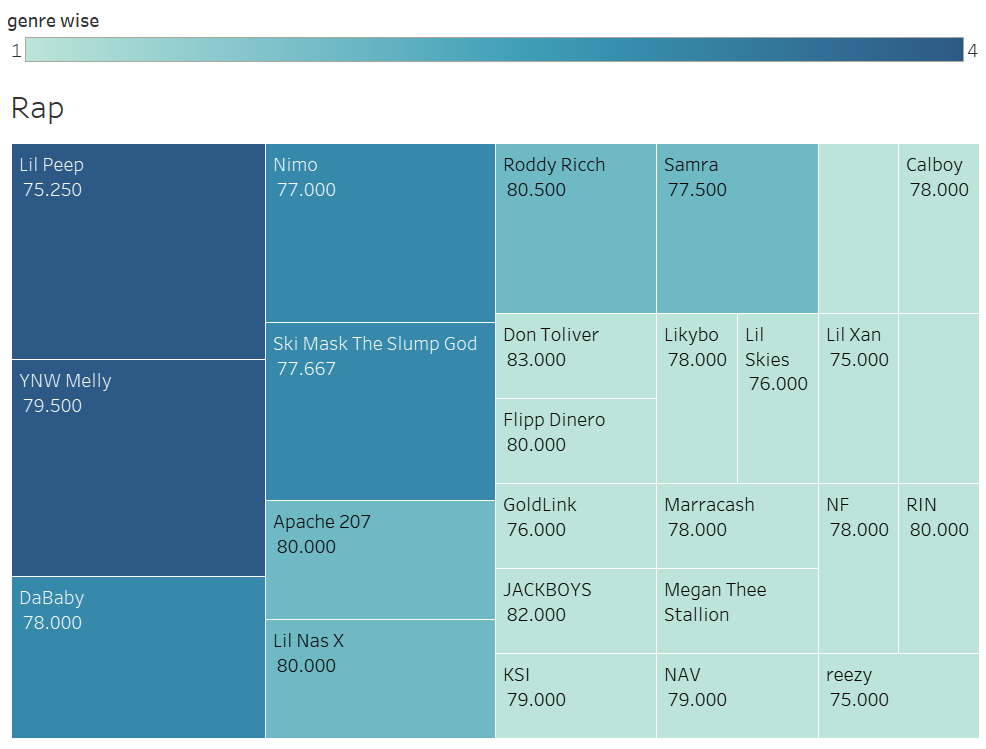 genre wise
1
4
Rap
Lil Peep
75.250
YNW Melly
79.500
DaBaby
78.000
Nimo
77.000
Ski Mask The Slump God
77.667
Apache 207
80.000
Lil Nas X
80.000
Roddy Ricch
80.500
Samra
77.500
Calboy
78.000
Don Toliver
83.000
Flipp Dinero
80.000
Likybo
78.000
Lil
Skies
76.000
Lil Xan
75.000
GoldLink
76.000
JACKBOYS
82.000
KSI
79.000
Marracash
78.000
Megan Thee
Stallion
NAV
79.000
NF
78.000
RIN
80.000
reezy
75.000